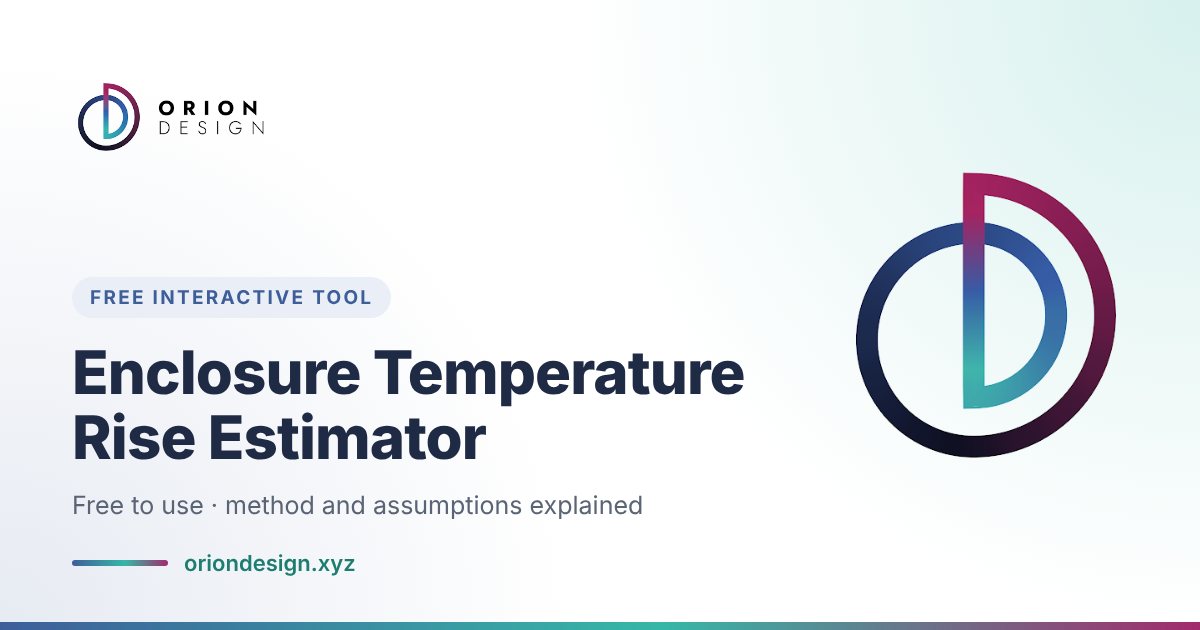 ORION
DESIGN
FREE INTERACTIVE TOOL
Enclosure Temperature
Rise Estimator
Free to use · method and assumptions explained
oriondesign.xyz